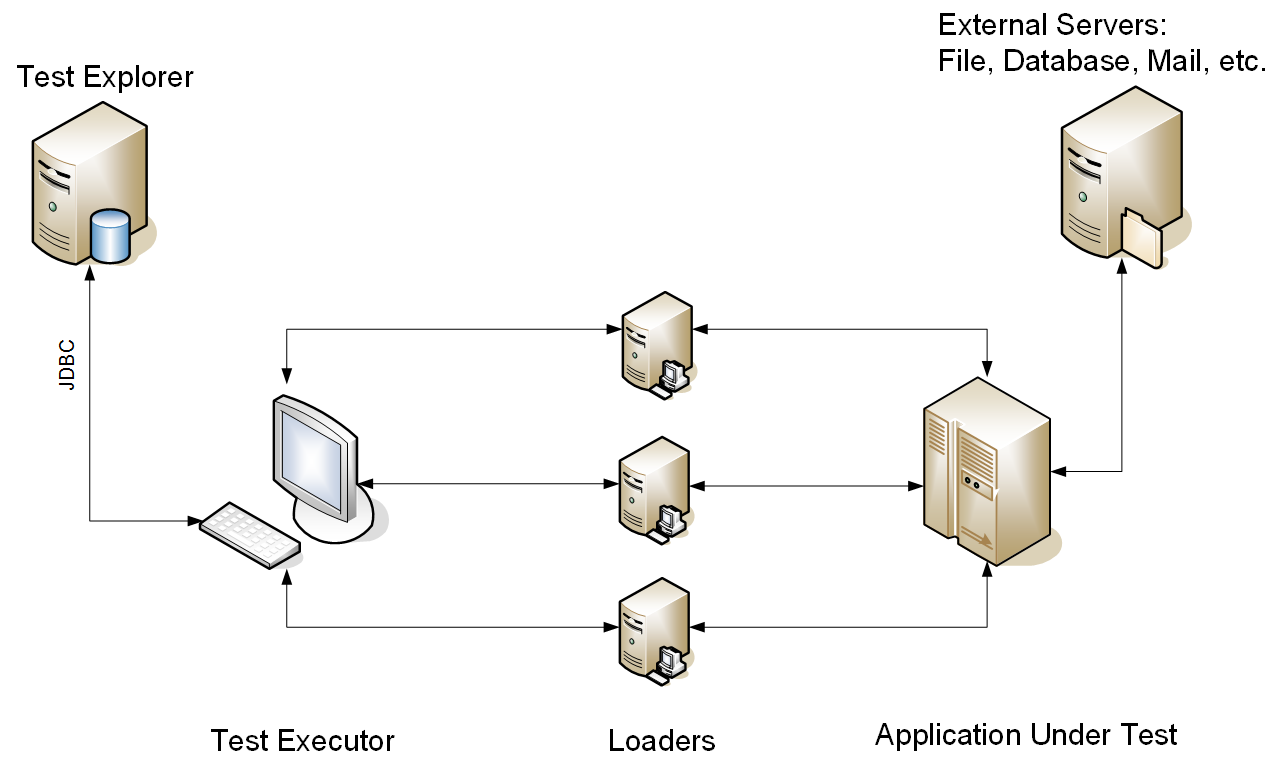 External Servers:
File, Database, Mail, etc.
Test Explorer
JDBC
Test Executor
Loaders
Application Under Test